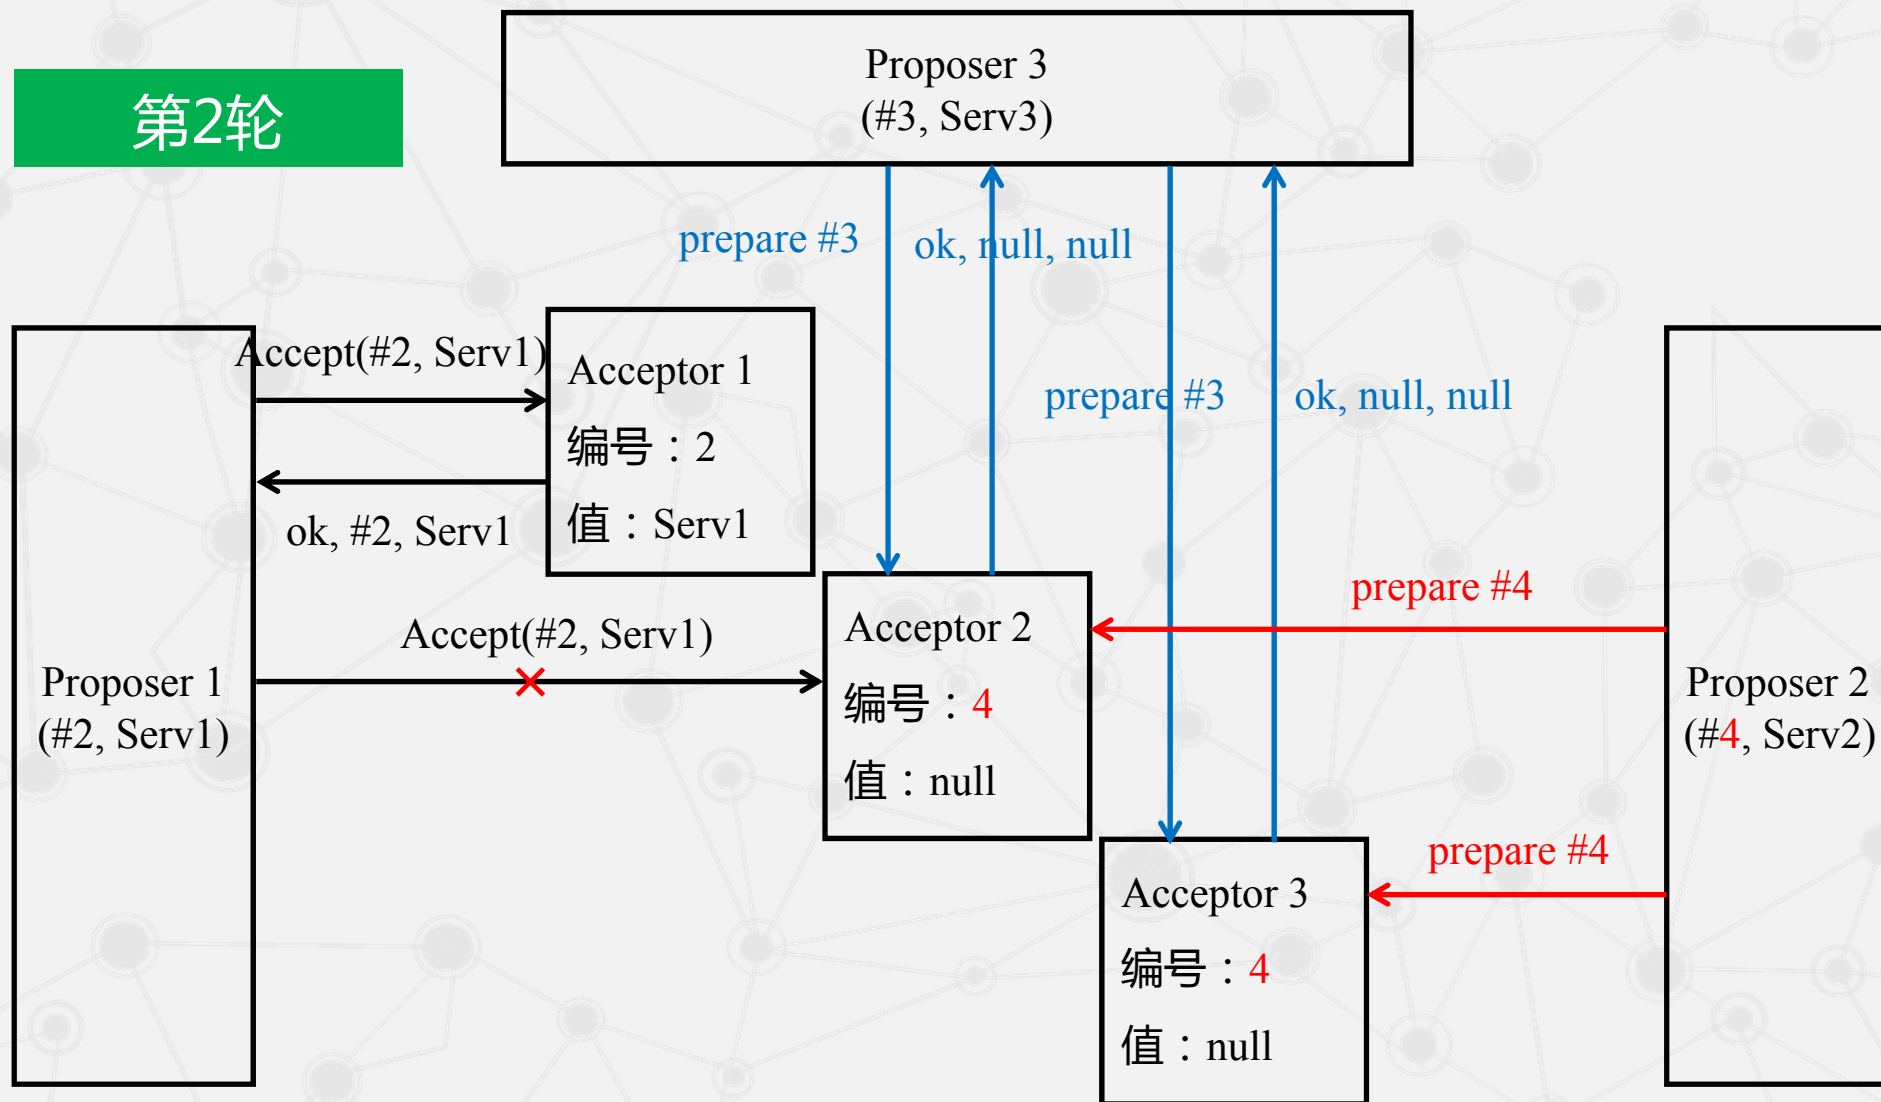 第2轮
Proposer 3
(#3, Serv3)
prepare #3
ok, null, null
prepare #3
ok, null, null
Accept(#2, Serv1)
ok, #2, Serv1
Acceptor 1
编号：2
值：Serv1
Accept(#2, Serv1)
Proposer 1
(#2, Serv1)
Acceptor 2
编号：4
值：null
prepare #4
Proposer 2
(#4, Serv2)
prepare #4
Acceptor 3
编号：4
值：null